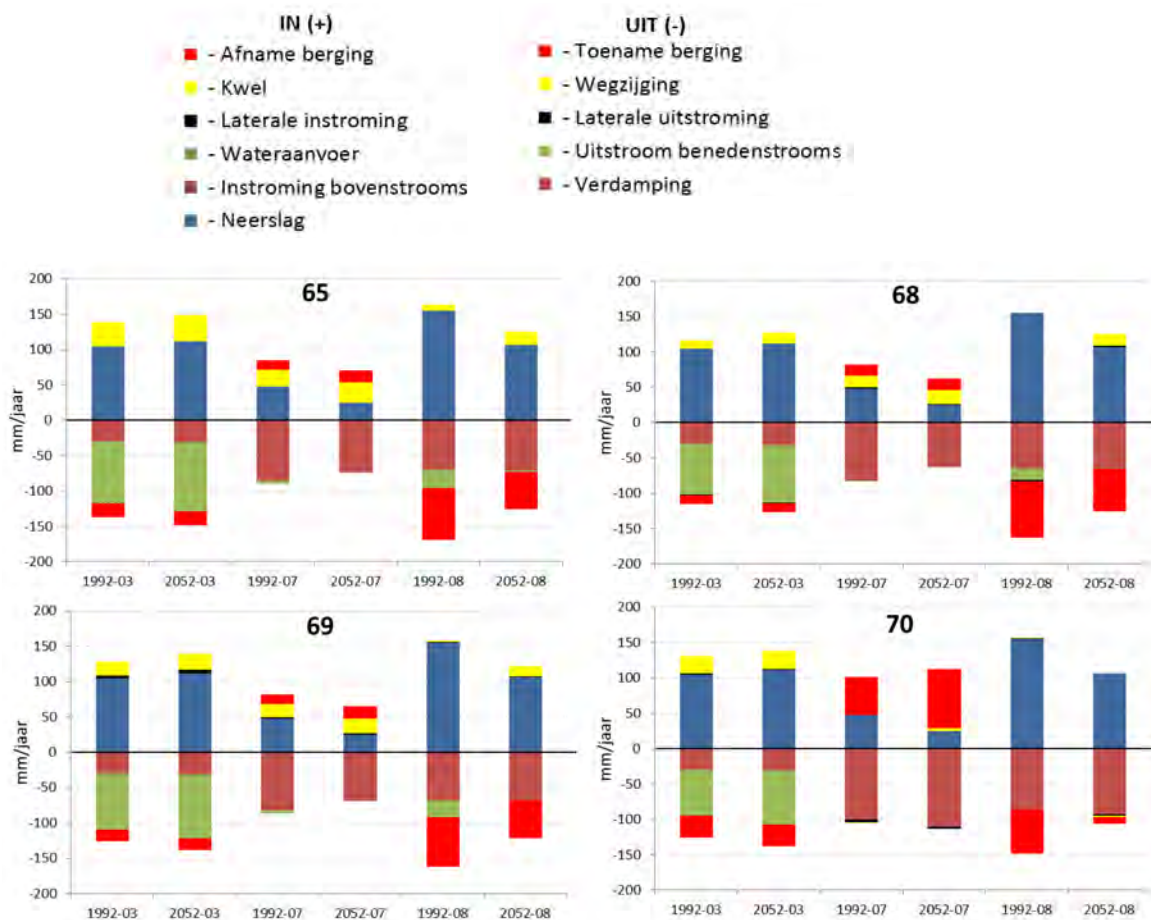 IN (+)
- Afname berging
- Kwel
- Laterale instroming
- Wateraanvoer
- Instroming bovenstrooms
- Neerslag
UIT (-)
- Toename berging
- Wegzijging
- Laterale uitstroming
- Uitstroom benedenstrooms
- Verdamping
65
mm/jaar
200
150
100
50
0
-50
-100
-150
-200
1992-03 2052-03 1992-07 2052-07 1992-08 2052-08
68
mm/jaar
200
150
100
50
0
-50
-100
-150
-200
1992-03 2052-03 1992-07 2052-07 1992-08 2052-08
69
mm/jaar
200
150
100
50
0
-50
-100
-150
-200
1992-03 2052-03 1992-07 2052-07 1992-08 2052-08
70
mm/jaar
200
150
100
50
0
-50
-100
-150
-200
1992-03 2052-03 1992-07 2052-07 1992-08 2052-08